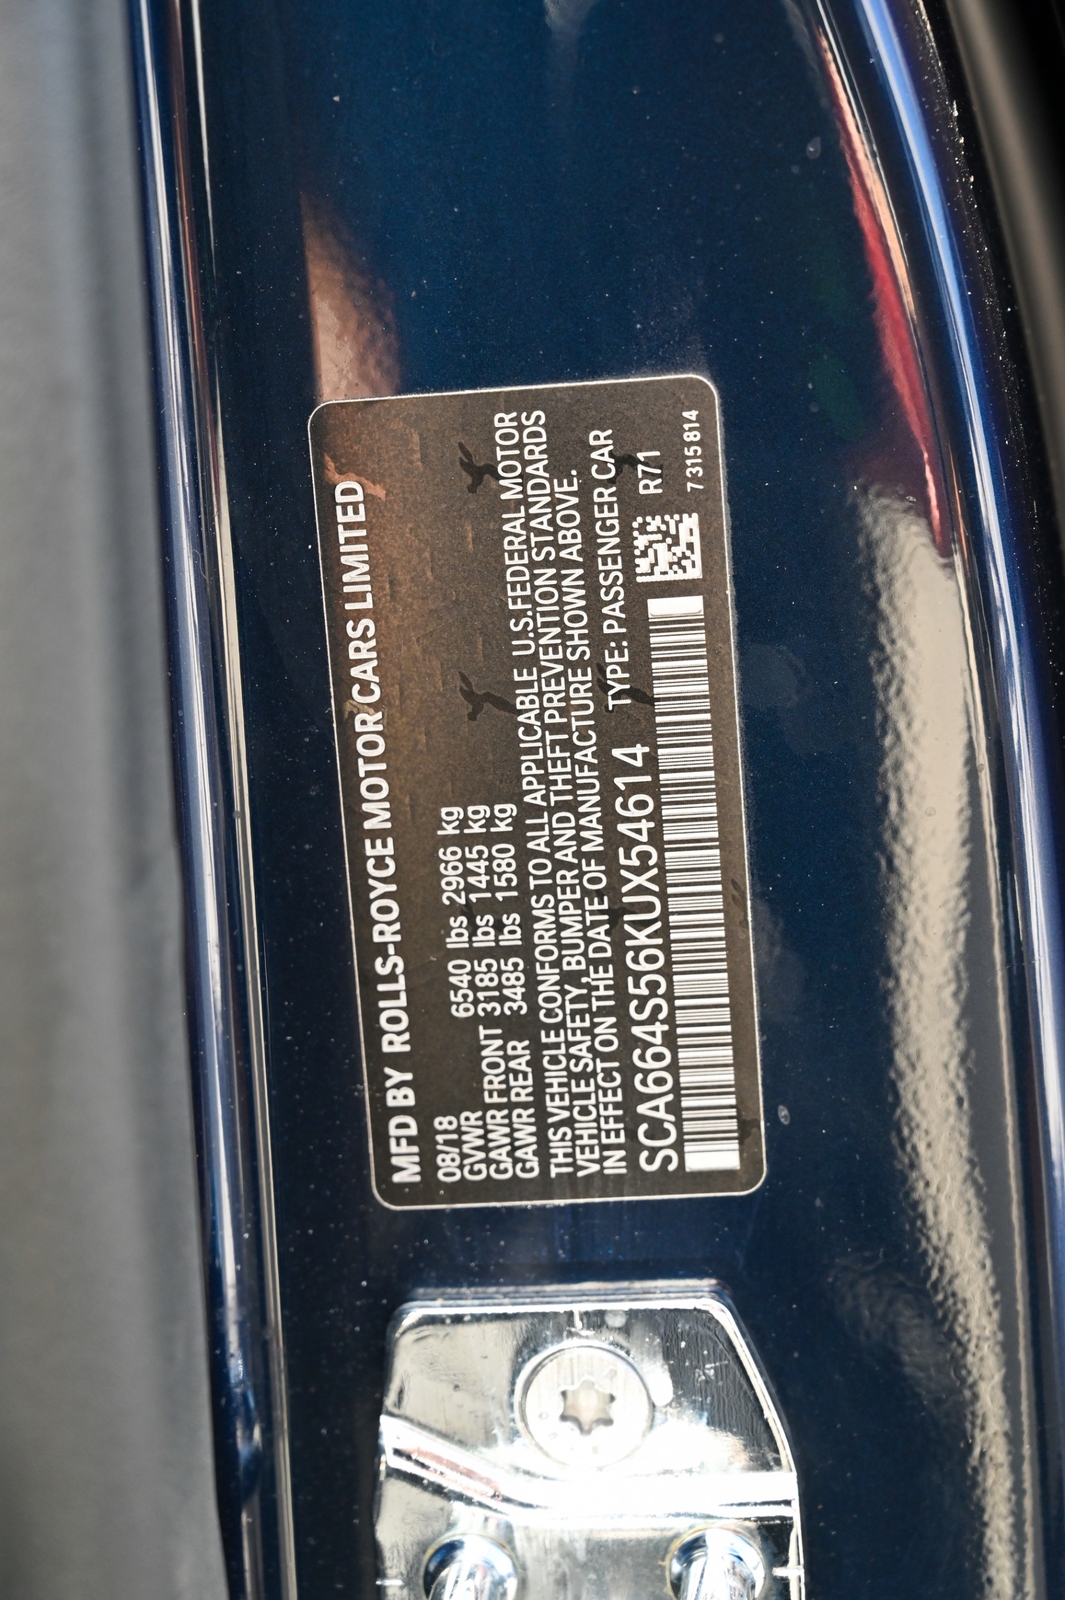 MFD BY ROLLS-ROYCE MOTOR CARS LIMITED
08/18
GVWR 6540 lbs 2966 kg
GAWR FRONT 3185 lbs 1445 kg
GAWR REAR 3485 lbs 1580 kg
THIS VEHICLE CONFORMS TO ALL APPLICABLE U.S.FEDERAL MOTOR
VEHICLE SAFETY, BUMPER AND THEFT PREVENTION STANDARDS
IN EFFECT ON THE DATE OF MANUFACTURE SHOWN ABOVE.
SCA664S56KUX54614 TYPE: PASSENGER CAR
R71
7315814